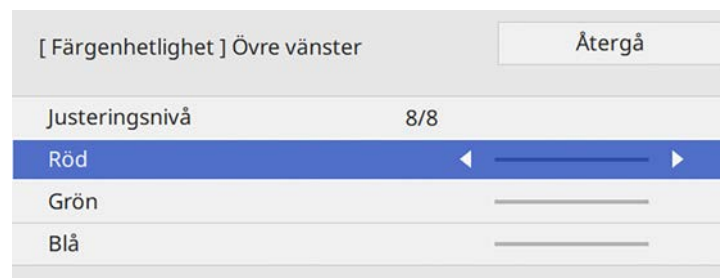 [ Färgenhetlighet ] Övre vänster
Återgå
Justeringsnivå 8/8
Röd
Grön
Blå